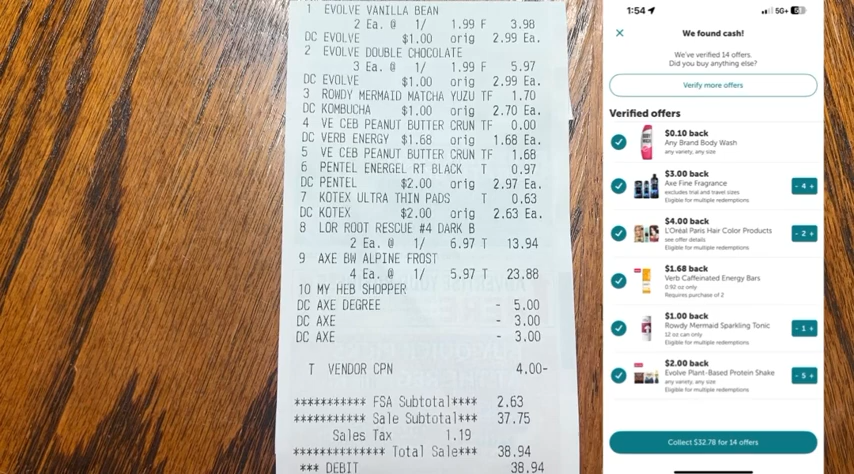 1 EVOLVE VANILLA BEAN
2 Ea. @ 1/ 1.99 F 3.98
DC EVOLVE $1.00 orig 2.99 Ea.
2 EVOLVE DOUBLE CHOCOLATE
3 Ea. @ 1/ 1.99 F 5.97
DC EVOLVE $1.00 orig 2.99 Ea.
3 ROWDY MERMAID MATCHA YUZU TF 1.70
DC KOMBUCHA $1.00 orig 2.70 Ea.
4 VE CEB PEANUT BUTTER CRUN TF 0.00
DC VERB ENERGY $1.68 orig 1.68 Ea.
5 VE CEB PEANUT BUTTER CRUN TF 1.68
6 PENTEL ENERGEL RT BLACK T 0.97
DC PENTEL $2.00 orig 2.97 Ea.
7 KOTEX ULTRA THIN PADS T 0.63
DC KOTEX $2.00 orig 2.63 Ea.
8 LOR ROOT RESCUE #4 DARK B
2 Ea. @ 1/ 6.97 T 13.94
9 AXE BW ALPINE FROST
4 Ea. @ 1/ 5.97 T 23.88
10 MY HEB SHOPPER
DC AXE DEGREE - 5.00
DC AXE - 3.00
DC AXE - 3.00
T VENDOR CPN 4.00-
*********** FSA Subtotal*** 2.63
*********** Sale Subtotal*** 37.75
Sales Tax 1.19
************** Total Sale*** 38.94
*** DEBIT 38.94
1:54
5G+
We found cash!
We've verified 14 offers.
Did you buy anything else?
Verify more offers
Verified offers
$0.10 back
Any Brand Body Wash
any variety, any size
$3.00 back
Axe Fine Fragrance
excludes trial and travel sizes
Eligible for multiple redemptions
- 4 +
$4.00 back
L'Oréal Paris Hair Color Products
see offer details
Eligible for multiple redemptions
- 2 +
$1.68 back
Verb Caffeinated Energy Bars
0.92 oz only
Requires purchase of 2
$1.00 back
Rowdy Mermaid Sparkling Tonic
12 oz can only
Eligible for multiple redemptions
- 1 +
$2.00 back
Evolve Plant-Based Protein Shake
any variety, any size
Eligible for multiple redemptions
- 5 +
Collect $32.78 for 14 offers